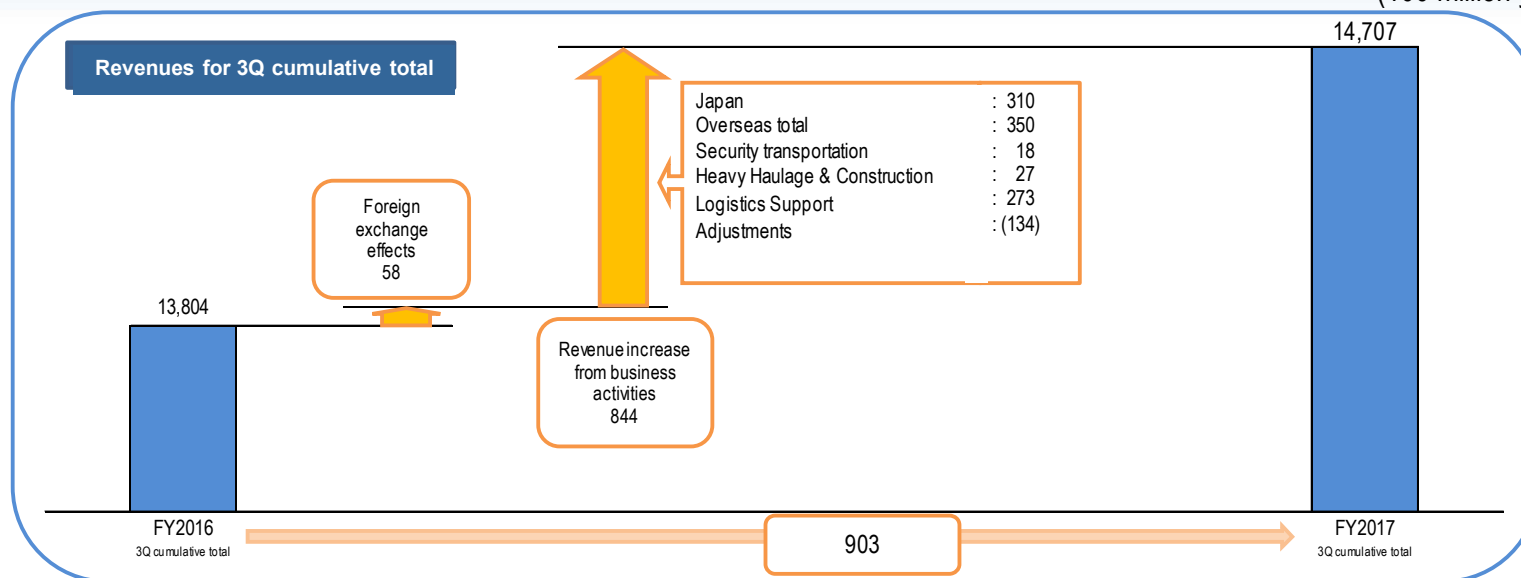 Revenues for 3Q cumulative total
14,707
Japan : 310
Overseas total : 350
Security transportation : 18
Heavy Haulage & Construction : 27
Logistics Support : 273
Adjustments : (134)
Foreign
exchange
effects
58
13,804
Revenue increase
from business
activities
844
FY2016
3Q cumulative total
903
FY2017
3Q cumulative total